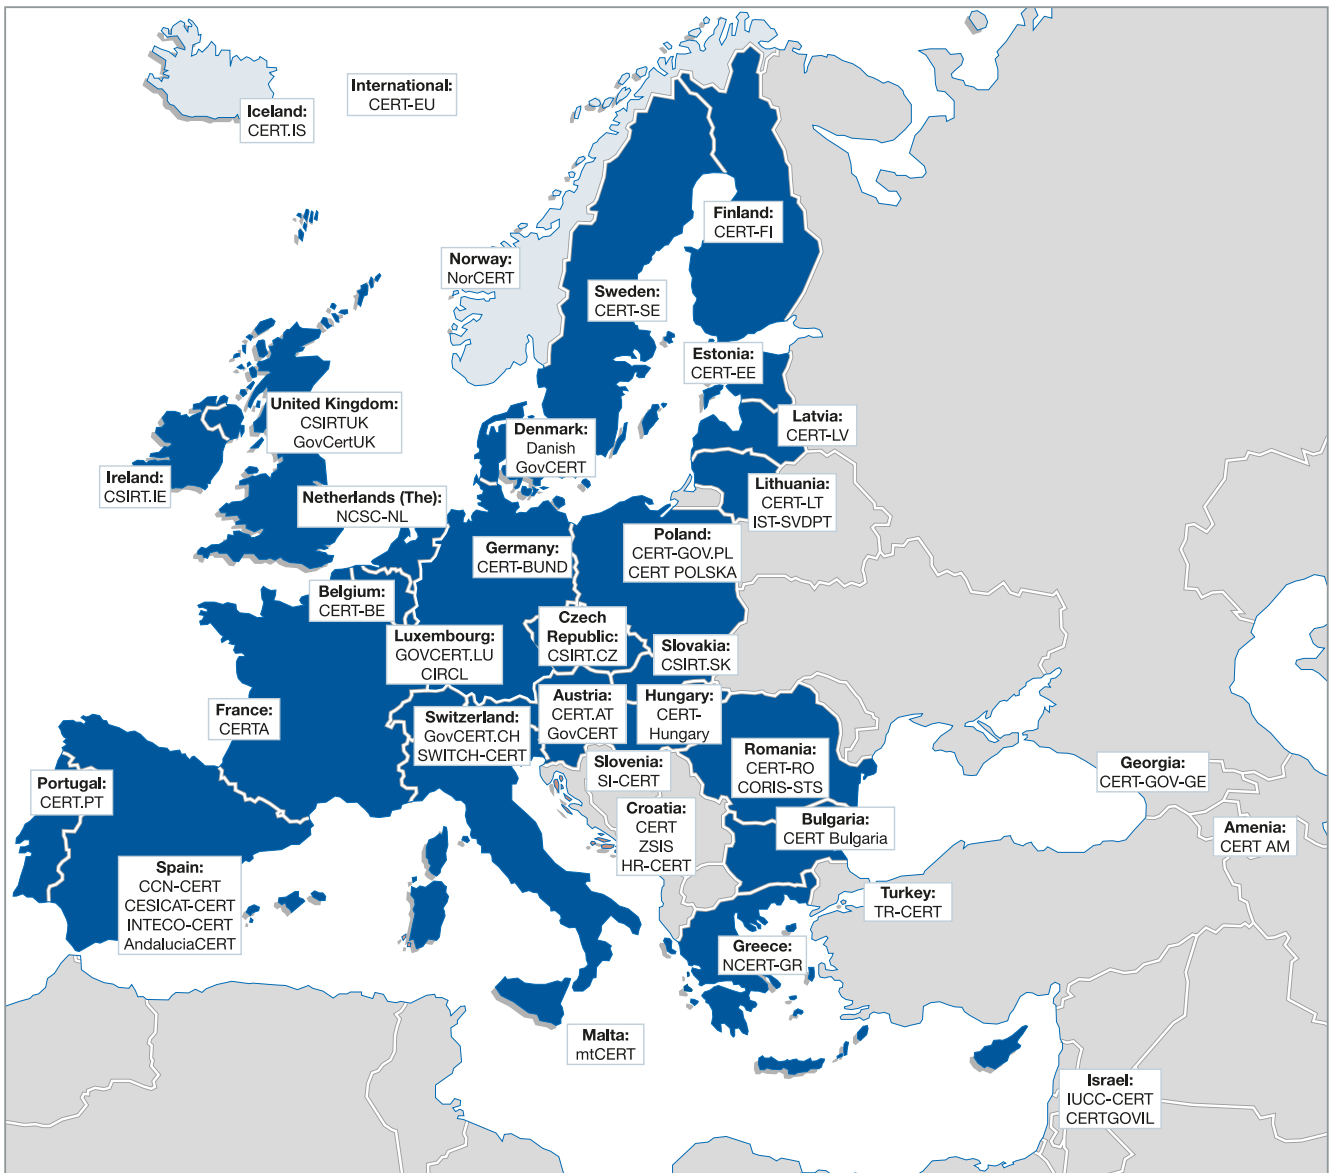 International:
CERT-EU
Iceland:
CERT.IS
Finland:
CERT-FI
Norway:
NorCERT
Sweden:
CERT-SE
Estonia:
CERT-EE
United Kingdom:
CSIRTUK
GovCertUK
Latvia:
CERT-LV
Denmark:
Danish
GovCERT
Ireland:
CSIRT.IE
Netherlands (The):
NCSC-NL
Lithuania:
CERT-LT
IST-SVDPT
Poland:
CERT-GOV.PL
CERT POLSKA
Germany:
CERT-BUND
Belgium:
CERT-BE
Czech
Republic:
CSIRT.CZ
Luxembourg:
GOVCERT.LU
CIRCL
Slovakia:
CSIRT.SK
France:
CERTA
Switzerland:
GovCERT.CH
SWITCH-CERT
Austria:
CERT.AT
GovCERT
Hungary:
CERT-
Hungary
Romania:
CERT-RO
CORIS-STS
Slovenia:
SI-CERT
Georgia:
CERT-GOV-GE
Portugal:
CERT.PT
Croatia:
CERT
ZSIS
HR-CERT
Bulgaria:
CERT Bulgaria
Amenia:
CERT AM
Spain:
CCN-CERT
CESICAT-CERT
INTECO-CERT
AndaluciaCERT
Turkey:
TR-CERT
Greece:
NCERT-GR
Malta:
mtCERT
Israel:
IUCC-CERT
CERTGOVIL